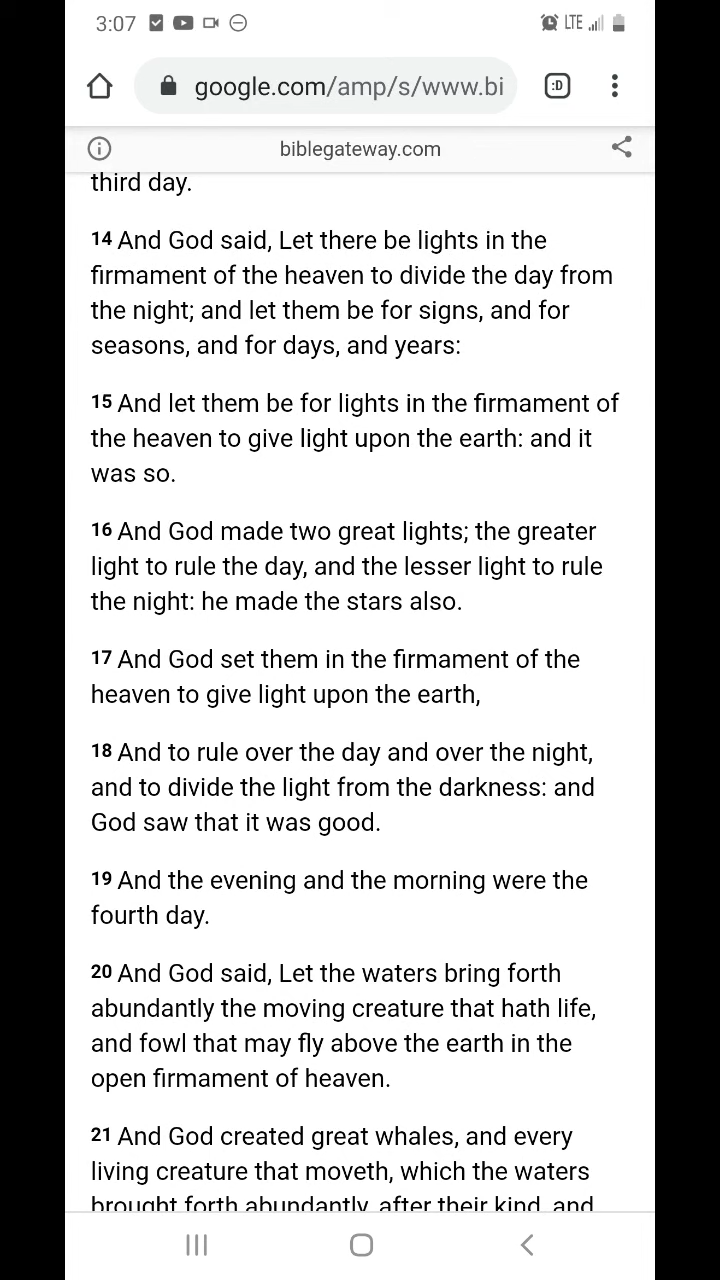 3:07 LTE
google.com/amp/s/www.bi :D
biblegateway.com
third day.
14 And God said, Let there be lights in the
firmament of the heaven to divide the day from
the night; and let them be for signs, and for
seasons, and for days, and years:
15 And let them be for lights in the firmament of
the heaven to give light upon the earth: and it
was so.
16 And God made two great lights; the greater
light to rule the day, and the lesser light to rule
the night: he made the stars also.
17 And God set them in the firmament of the
heaven to give light upon the earth,
18 And to rule over the day and over the night,
and to divide the light from the darkness: and
God saw that it was good.
19 And the evening and the morning were the
fourth day.
20 And God said, Let the waters bring forth
abundantly the moving creature that hath life,
and fowl that may fly above the earth in the
open firmament of heaven.
21 And God created great whales, and every
living creature that moveth, which the waters
brought forth abundantly, after their kind, and